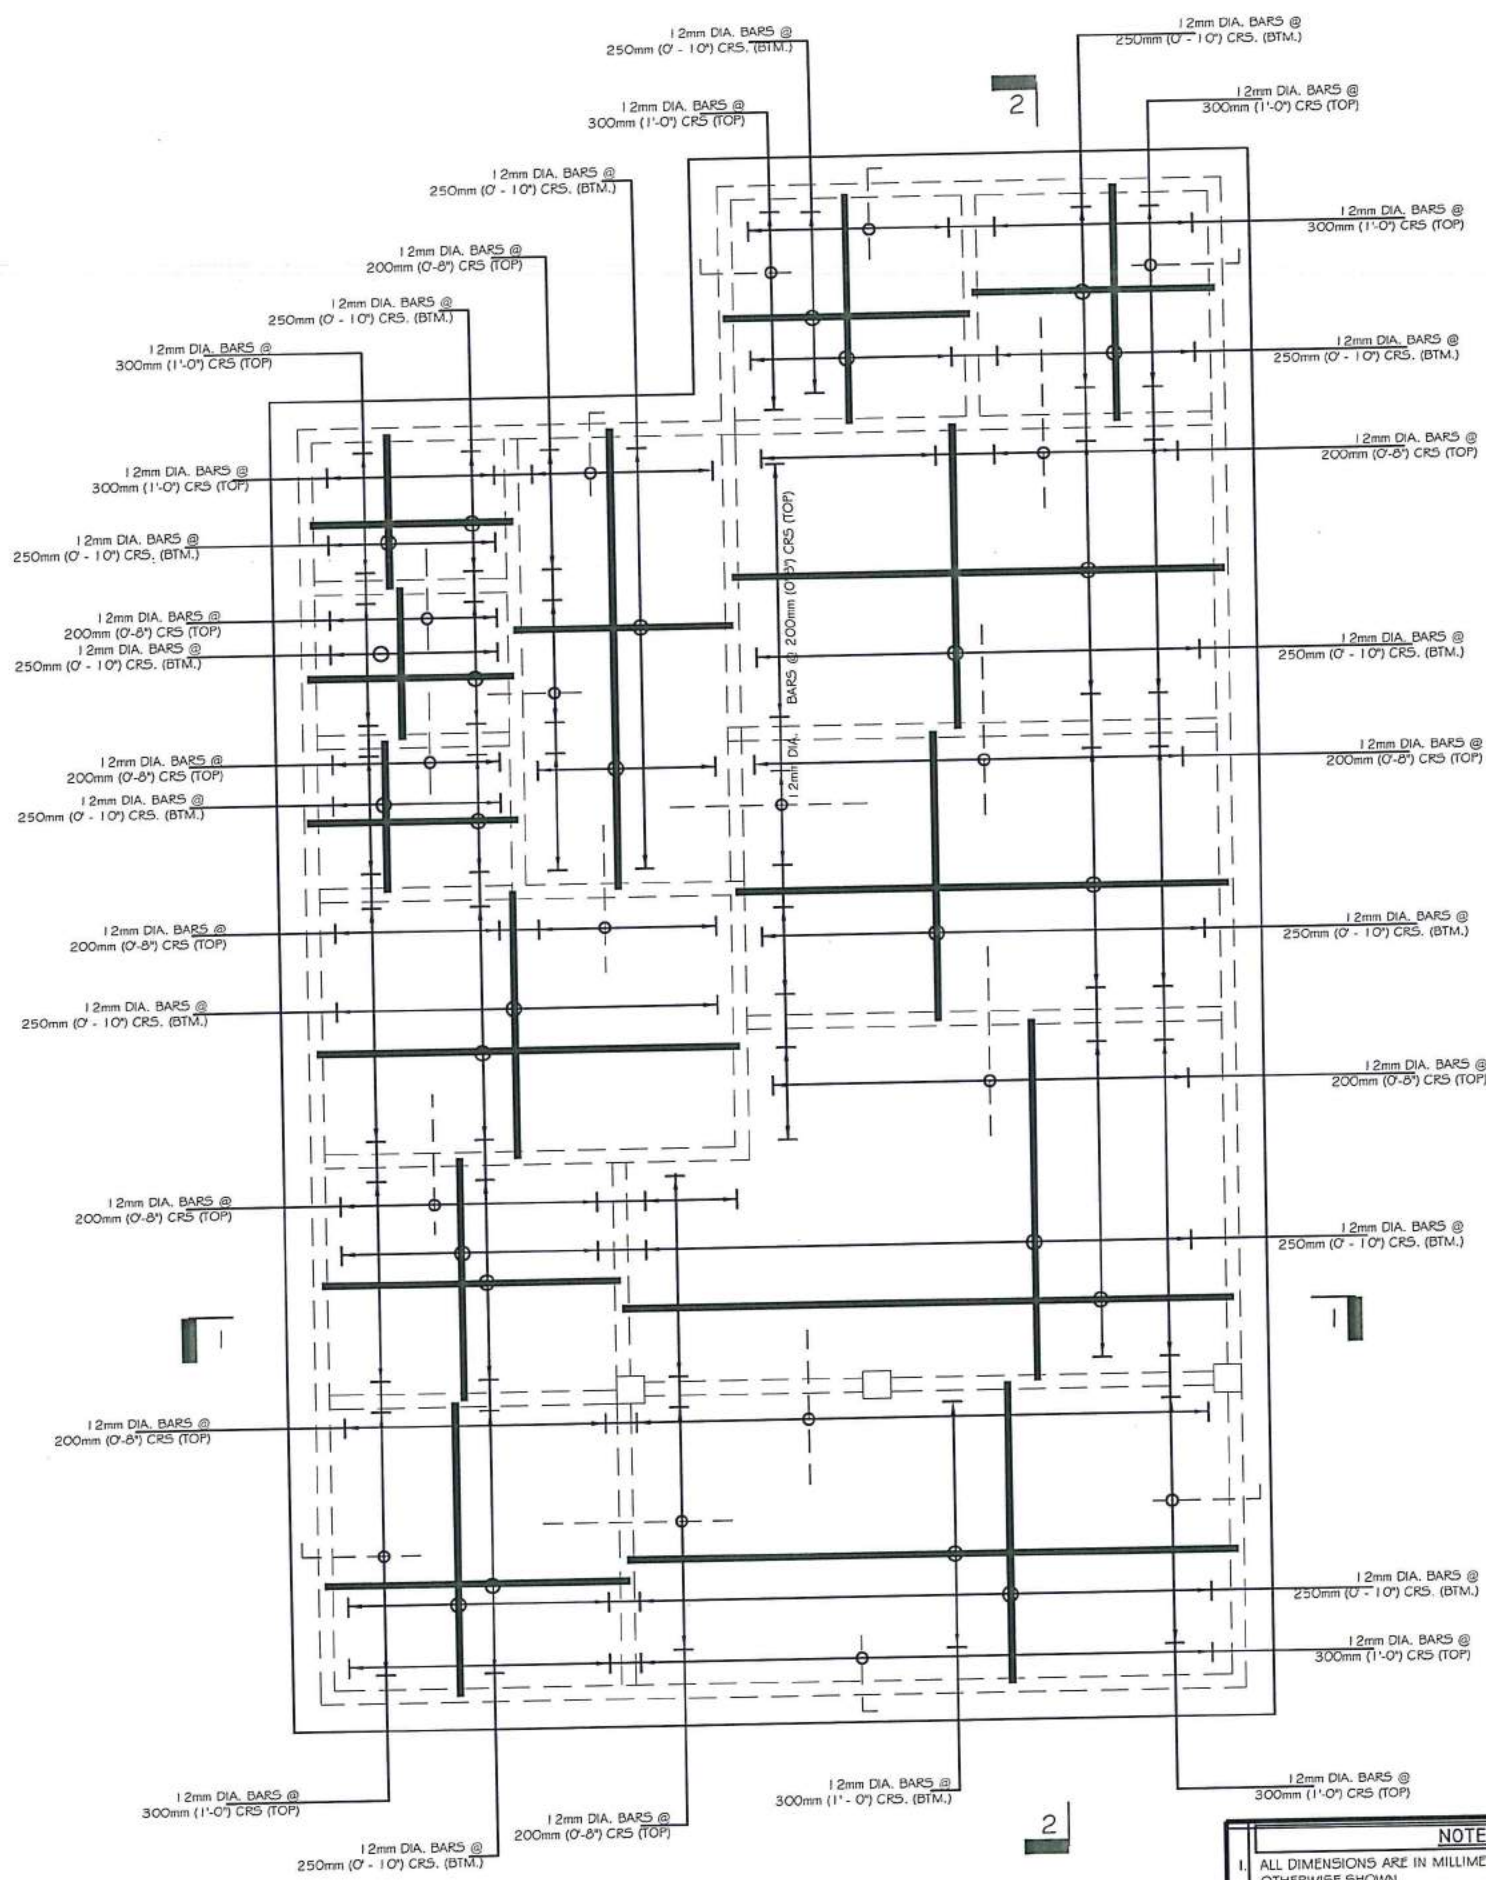 12mm DIA. BARS @
250mm (0' - 10") CRS. (BTM.)
12mm DIA. BARS @
250mm (0' - 10") CRS. (BTM.)
2
12mm DIA. BARS @
300mm (1'-0") CRS (TOP)
12mm DIA. BARS @
300mm (1'-0") CRS (TOP)
12mm DIA. BARS @
250mm (0' - 10") CRS. (BTM.)
12mm DIA. BARS @
300mm (1'-0") CRS (TOP)
12mm DIA. BARS @
200mm (0'-8") CRS (TOP)
12mm DIA. BARS @
250mm (0' - 10") CRS. (BTM.)
12mm DIA. BARS @
300mm (1'-0") CRS (TOP)
12mm DIA. BARS @
250mm (0' - 10") CRS. (BTM.)
12mm DIA. BARS @
200mm (0'-8") CRS (TOP)
12mm DIA. BARS @
300mm (1'-0") CRS (TOP)
12mm DIA. BARS @ 200mm (0'-8") CRS (TOP)
12mm DIA. BARS @
250mm (0' - 10") CRS. (BTM.)
12mm DIA. BARS @
200mm (0'-8") CRS (TOP)
12mm DIA. BARS @
250mm (0' - 10") CRS. (BTM.)
12mm DIA. BARS @
250mm (0' - 10") CRS. (BTM.)
12mm DIA. BARS @
200mm (0'-8") CRS (TOP)
12mm DIA. BARS @
200mm (0'-8") CRS (TOP)
12mm DIA. BARS @
250mm (0' - 10") CRS. (BTM.)
12mm DIA. BARS @
250mm (0' - 10") CRS. (BTM.)
12mm DIA. BARS @
200mm (0'-8") CRS (TOP)
12mm DIA. BARS @
250mm (0' - 10") CRS. (BTM.)
12mm DIA. BARS @
200mm (0'-8") CRS (TOP)
12mm DIA. BARS @
200mm (0'-8") CRS (TOP)
12mm DIA. BARS @
250mm (0' - 10") CRS. (BTM.)
1
1
12mm DIA. BARS @
200mm (0'-8") CRS (TOP)
12mm DIA. BARS @
250mm (0' - 10") CRS. (BTM.)
12mm DIA. BARS @
300mm (1'-0") CRS (TOP)
12mm DIA. BARS @
300mm (1'-0") CRS (TOP)
12mm DIA. BARS @
300mm (1' - 0") CRS. (BTM.)
12mm DIA. BARS @
300mm (1'-0") CRS (TOP)
12mm DIA. BARS @
200mm (0'-8") CRS (TOP)
12mm DIA. BARS @
250mm (0' - 10") CRS. (BTM.)
2
NOTE
1. ALL DIMENSIONS ARE IN MILLIME
OTHERWISE SHOWN